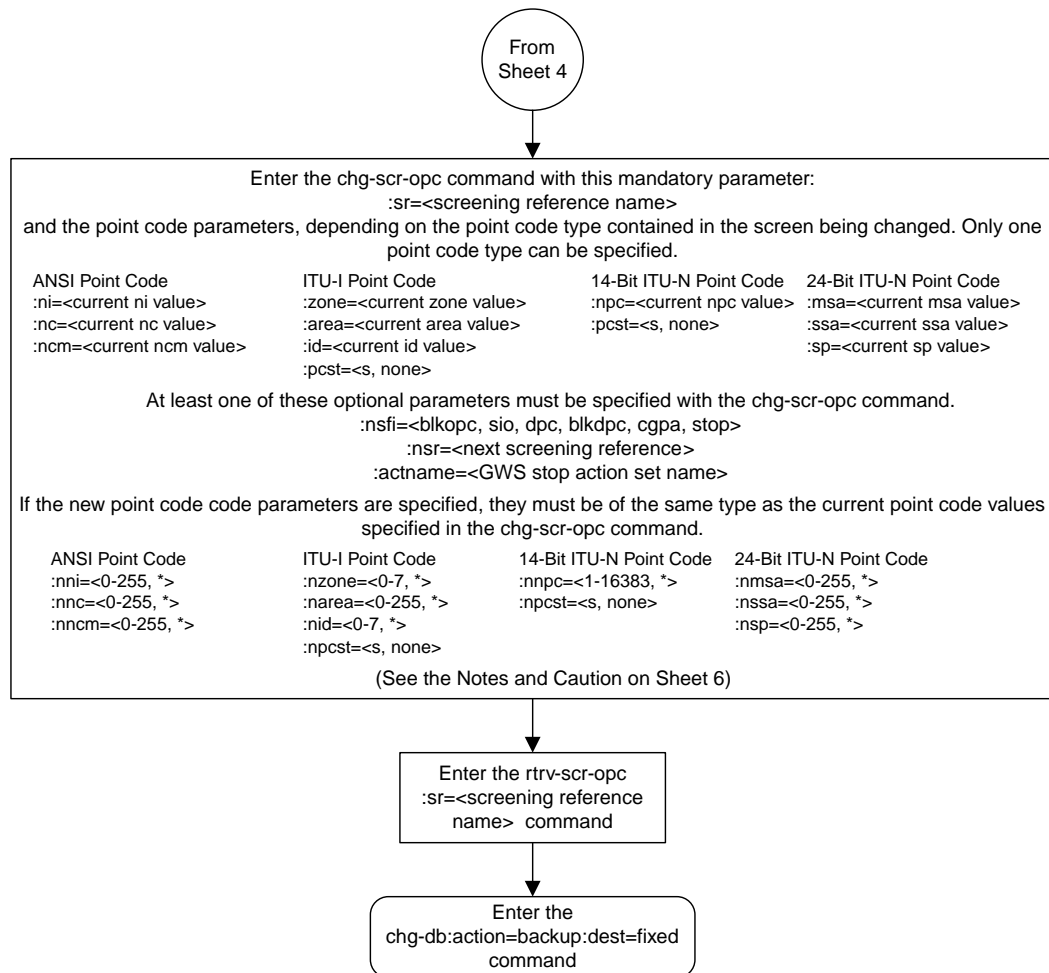 From
Sheet 4
Enter the chg-scr-opc command with this mandatory parameter:
:sr=<screening reference name>
and the point code parameters, depending on the point code type contained in the screen being changed. Only one
point code type can be specified.
ANSI Point Code
:ni=<current ni value>
:nc=<current nc value>
:ncm=<current ncm value>
ITU-I Point Code
:zone=<current zone value>
:area=<current area value>
:id=<current id value>
:pcst=<s, none>
14-Bit ITU-N Point Code
:npc=<current npc value>
:pcst=<s, none>
24-Bit ITU-N Point Code
:msa=<current msa value>
:ssa=<current ssa value>
:sp=<current sp value>
At least one of these optional parameters must be specified with the chg-scr-opc command.
:nsfi=<blkopc, sio, dpc, blkdpc, cgpa, stop>
:nsr=<next screening reference>
:actname=<GWS stop action set name>
If the new point code code parameters are specified, they must be of the same type as the current point code values
specified in the chg-scr-opc command.
ANSI Point Code
:nni=<0-255, *>
:nnc=<0-255, *>
:nncm=<0-255, *>
ITU-I Point Code
:nzone=<0-7, *>
:narea=<0-255, *>
:nid=<0-7, *>
:npcst=<s, none>
14-Bit ITU-N Point Code
:nnpc=<1-16383, *>
:npcst=<s, none>
24-Bit ITU-N Point Code
:nmsa=<0-255, *>
:nssa=<0-255, *>
:nsp=<0-255, *>
(See the Notes and Caution on Sheet 6)
Enter the rtrv-scr-opc
:sr=<screening reference
name> command
Enter the
chg-db:action=backup:dest=fixed
command